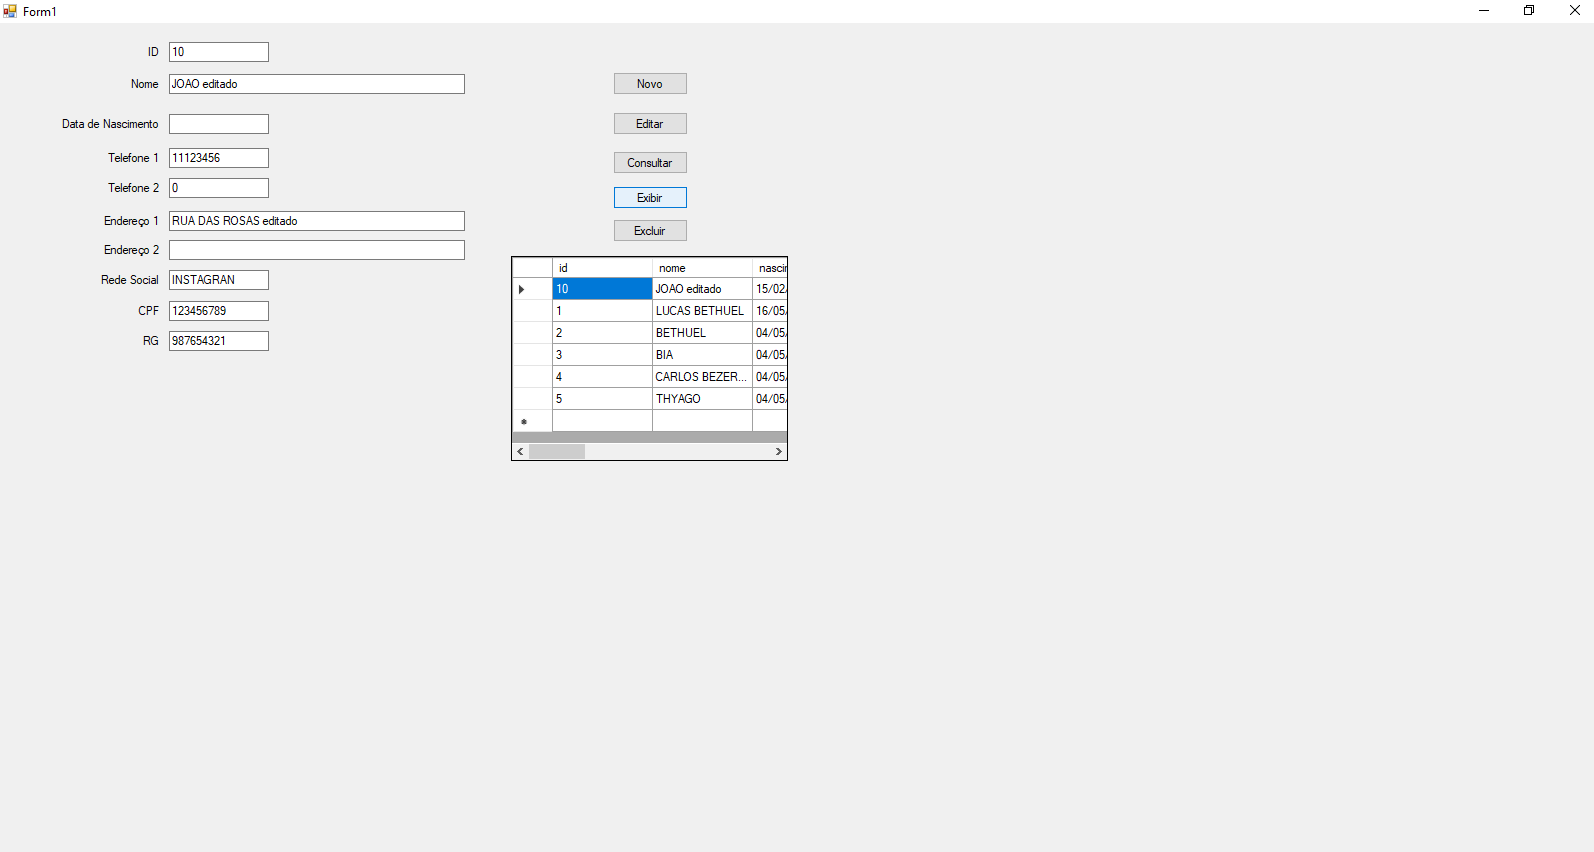 Form1
ID 10
Nome JOAO editado
Novo
Data de Nascimento
Editar
Telefone 1 11123456
Consultar
Telefone 2 0
Exibir
Endereço 1 RUA DAS ROSAS editado
Excluir
Endereço 2
Rede Social INSTAGRAN
CPF 123456789
RG 987654321
id nome nascin
10 JOAO editado 15/02/
1 LUCAS BETHUEL 16/05/
2 BETHUEL 04/05/
3 BIA 04/05/
4 CARLOS BEZER... 04/05/
5 THYAGO 04/05/